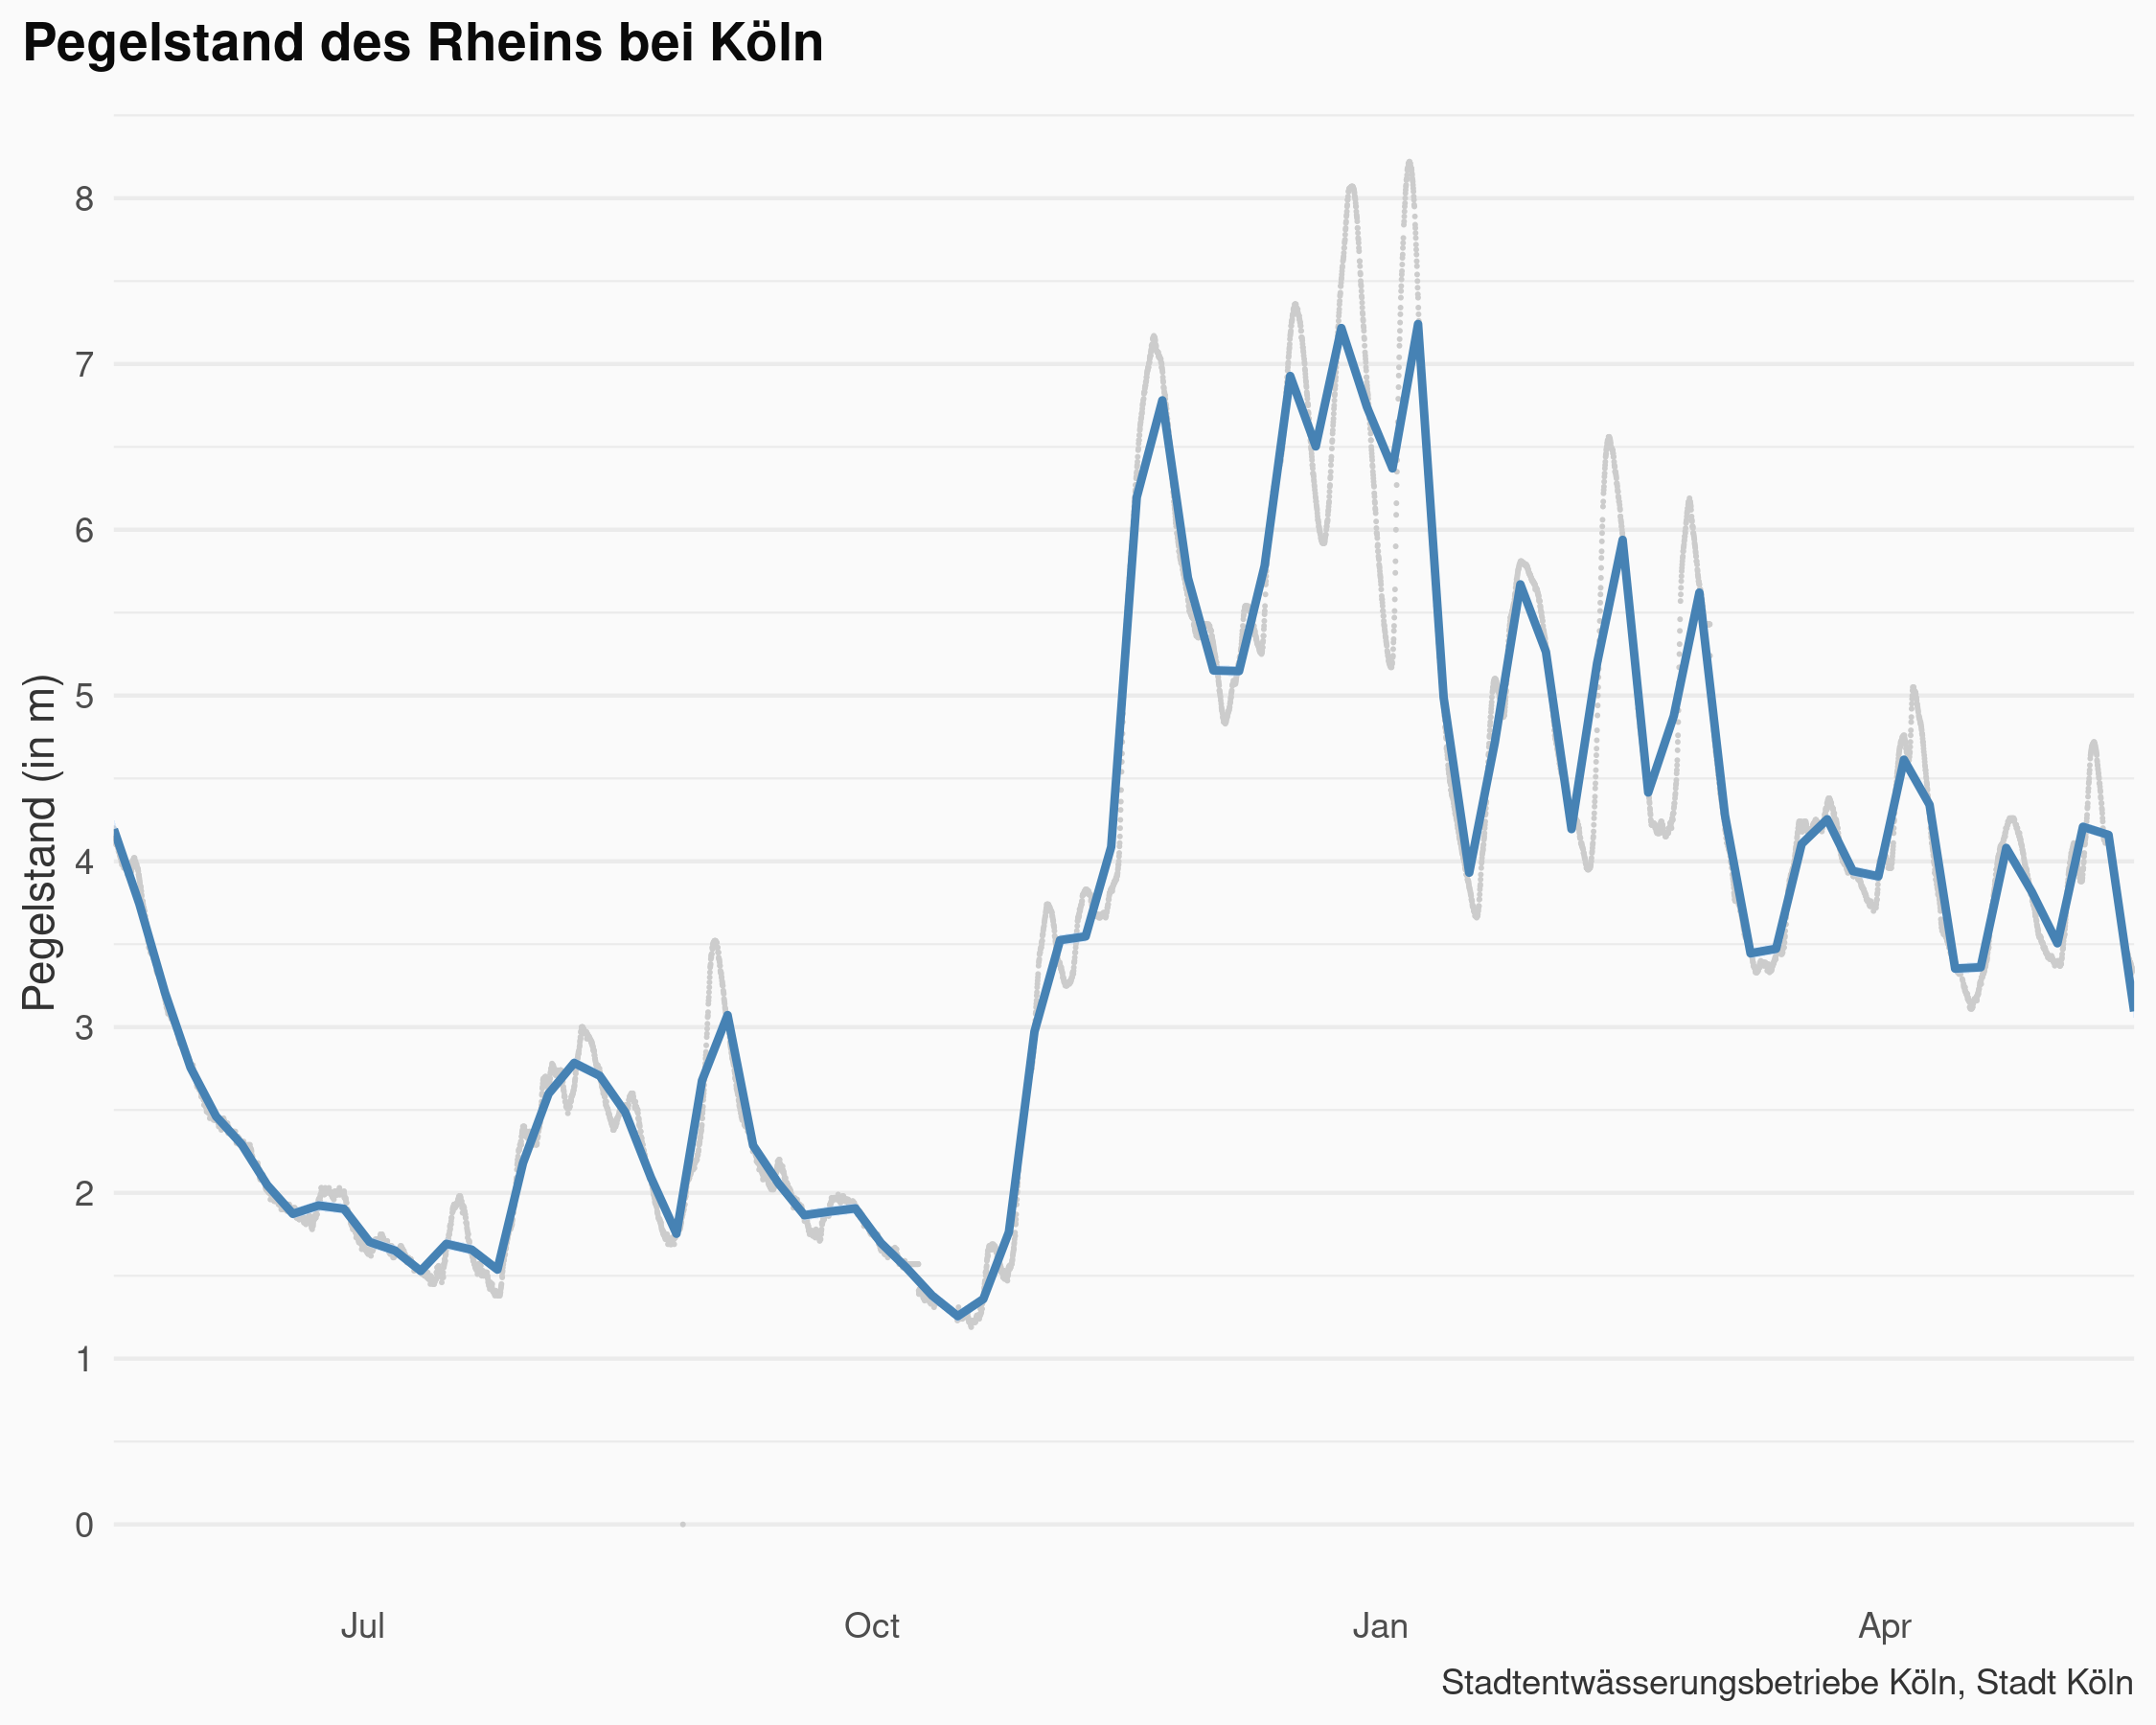 Pegelstand des Rheins bei Köln
Pegelstand (in m)
8
7
6
5
4
3
2
1
0
Jul Oct Jan Apr
Stadtentwässerungsbetriebe Köln, Stadt Köln